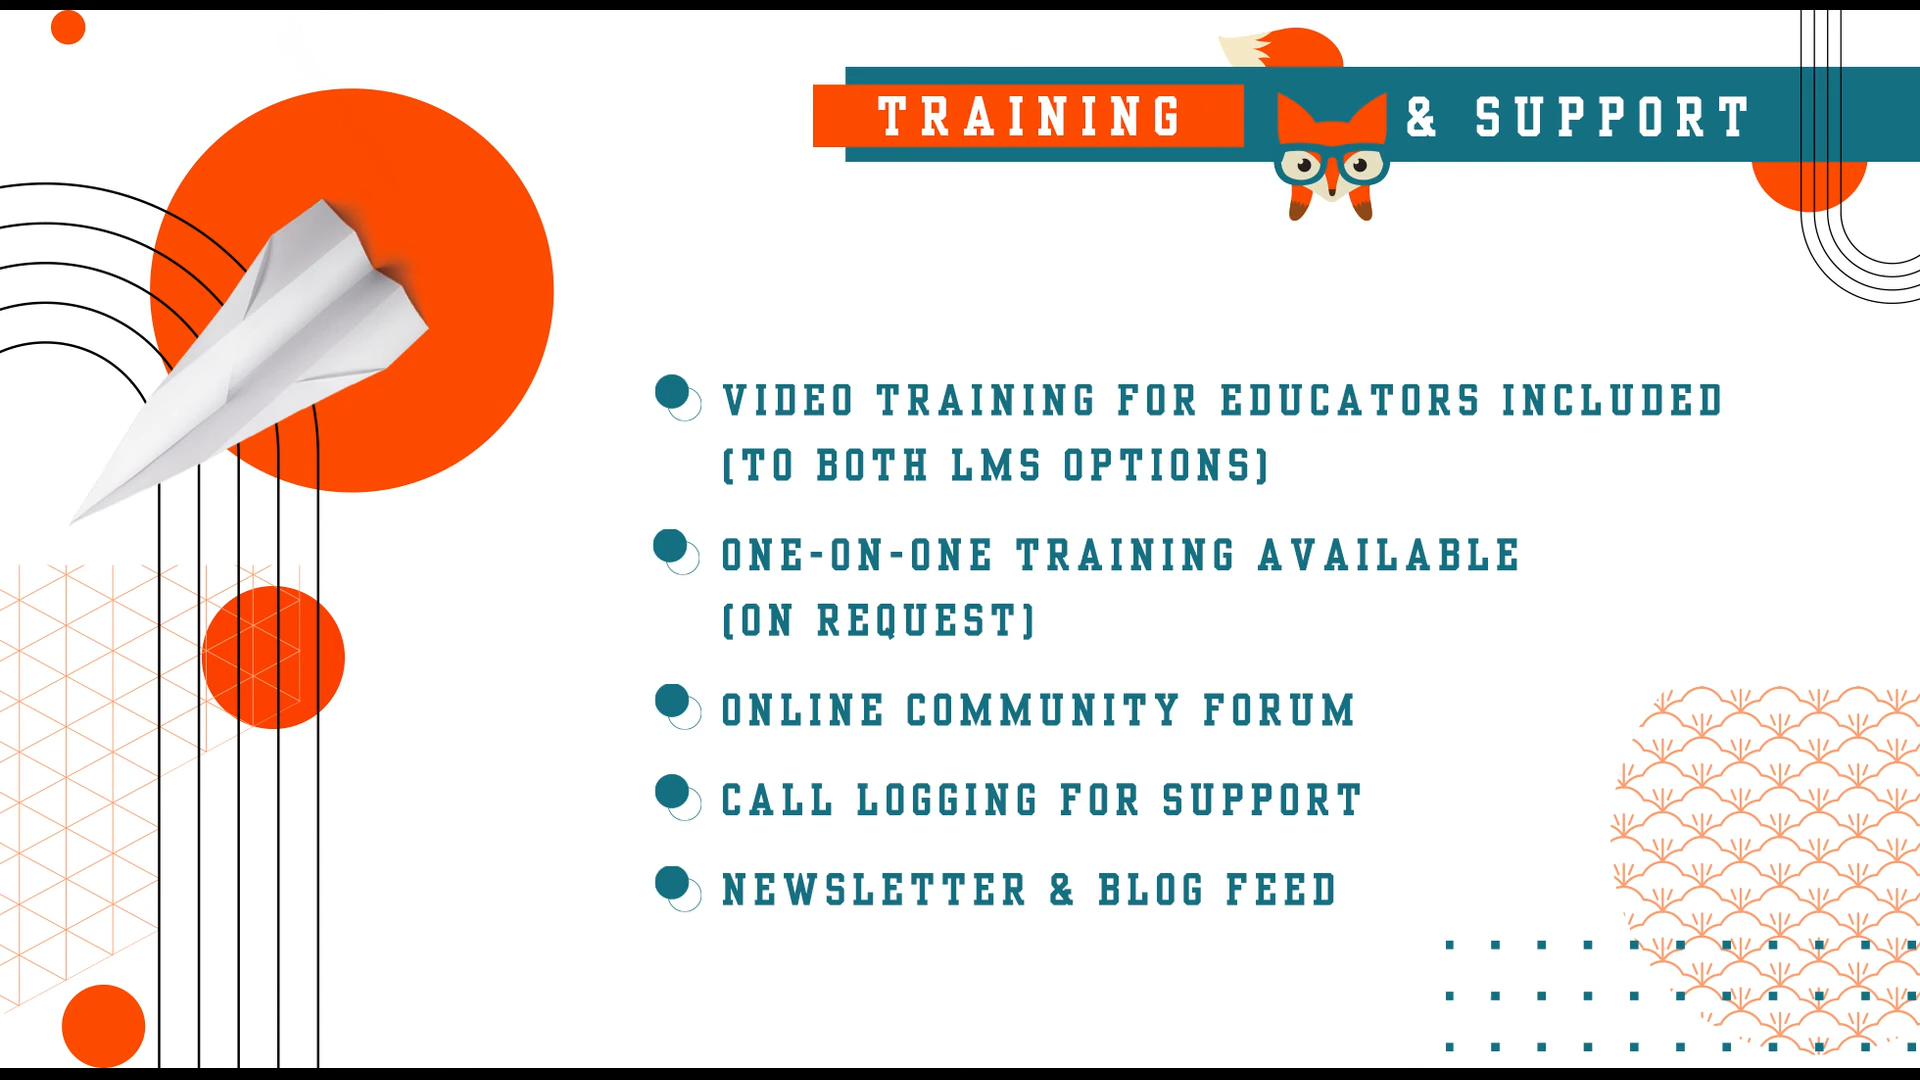 TRAINING & SUPPORT
VIDEO TRAINING FOR EDUCATORS INCLUDED
(TO BOTH LMS OPTIONS)
ONE-ON-ONE TRAINING AVAILABLE
(ON REQUEST)
ONLINE COMMUNITY FORUM
CALL LOGGING FOR SUPPORT
NEWSLETTER & BLOG FEED